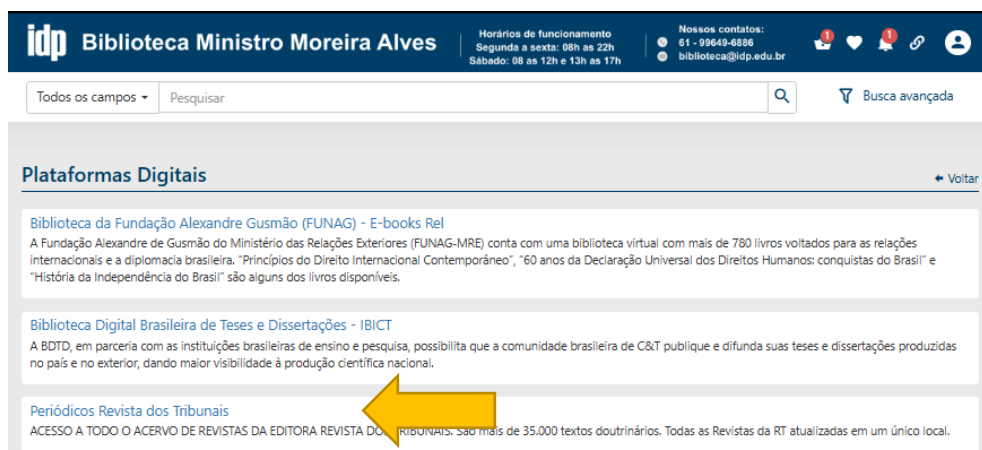 idp Biblioteca Ministro Moreira Alves
Horários de funcionamento
Segunda a sexta: 08h as 22h
Sábado: 08 as 12h e 13h as 17h
Nossos contatos:
61 - 99649-6886
biblioteca@idp.edu.br
1
1
Todos os campos Pesquisar
Busca avançada
Plataformas Digitais
Voltar
Biblioteca da Fundação Alexandre Gusmão (FUNAG) - E-books Rel
A Fundação Alexandre de Gusmão do Ministério das Relações Exteriores (FUNAG-MRE) conta com uma biblioteca virtual com mais de 780 livros voltados para as relações
internacionais e a diplomacia brasileira. "Princípios do Direito Internacional Contemporâneo", "60 anos da Declaração Universal dos Direitos Humanos: conquistas do Brasil" e
"História da Independência do Brasil" são alguns dos livros disponíveis.
Biblioteca Digital Brasileira de Teses e Dissertações - IBICT
A BDTD, em parceria com as instituições brasileiras de ensino e pesquisa, possibilita que a comunidade brasileira de C&T publique e difunda suas teses e dissertações produzidas
no país e no exterior, dando maior visibilidade à produção científica nacional.
Periódicos Revista dos Tribunais
ACESSO A TODO O ACERVO DE REVISTAS DA EDITORA REVISTA DOS TRIBUNAIS. São mais de 35.000 textos doutrinários. Todas as Revistas da RT atualizadas em um único local.